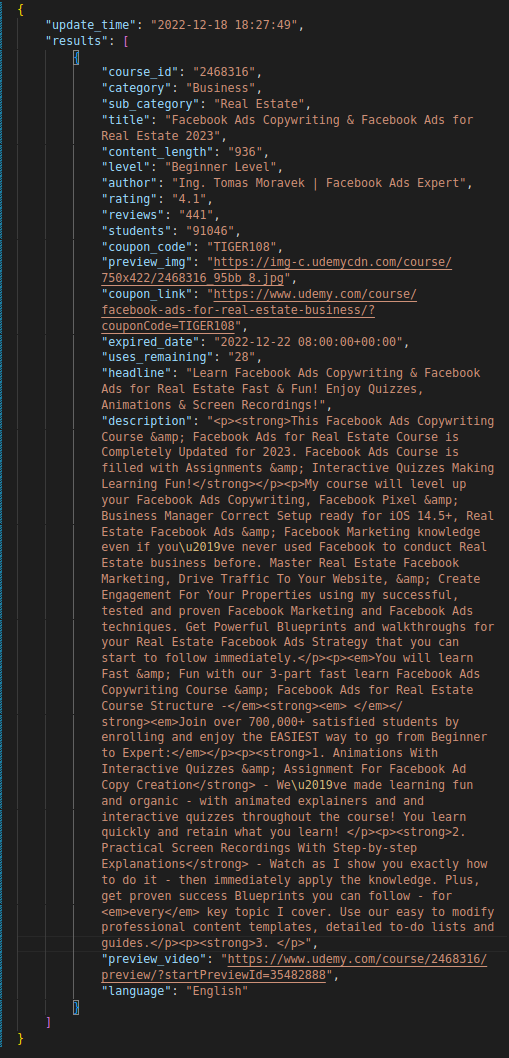 {
"update_time": "2022-12-18 18:27:49",
"results": [
{
"course_id": "2468316",
"category": "Business",
"sub_category": "Real Estate",
"title": "Facebook Ads Copywriting & Facebook Ads for
Real Estate 2023",
"content_length": "936",
"level": "Beginner Level",
"author": "Ing. Tomas Moravek | Facebook Ads Expert",
"rating": "4.1",
"reviews": "441",
"students": "91046",
"coupon_code": "TIGER108",
"preview_img": "https://img-c.udemycdn.com/course/
750x422/2468316_95bb_8.jpg",
"coupon_link": "https://www.udemy.com/course/
facebook-ads-for-real-estate-business/?
couponCode=TIGER108",
"expired_date": "2022-12-22 08:00:00+00:00",
"uses_remaining": "28",
"headline": "Learn Facebook Ads Copywriting & Facebook
Ads for Real Estate Fast & Fun! Enjoy Quizzes,
Animations & Screen Recordings!",
"description": "<p><strong>This Facebook Ads Copywriting
Course &amp; Facebook Ads for Real Estate Course is
Completely Updated for 2023. Facebook Ads Course is
filled with Assignments &amp; Interactive Quizzes Making
Learning Fun!</strong></p><p>My course will level up
your Facebook Ads Copywriting, Facebook Pixel &amp;
Business Manager Correct Setup ready for iOS 14.5+, Real
Estate Facebook Ads &amp; Facebook Marketing knowledge
even if you\u2019ve never used Facebook to conduct Real
Estate business before. Master Real Estate Facebook
Marketing, Drive Traffic To Your Website, &amp; Create
Engagement For Your Properties using my successful,
tested and proven Facebook Marketing and Facebook Ads
techniques. Get Powerful Blueprints and walkthroughs for
your Real Estate Facebook Ads Strategy that you can
start to follow immediately.</p><p><em>You will learn
Fast &amp; Fun with our 3-part fast learn Facebook Ads
Copywriting Course &amp; Facebook Ads for Real Estate
Course Structure -</em><strong><em> </em></
strong><em>Join over 700,000+ satisfied students by
enrolling and enjoy the EASIEST way to go from Beginner
to Expert:</em></p><p><strong>1. Animations With
Interactive Quizzes &amp; Assignment For Facebook Ad
Copy Creation</strong> - We\u2019ve made learning fun
and organic - with animated explainers and and
interactive quizzes throughout the course! You learn
quickly and retain what you learn! </p><p><strong>2.
Practical Screen Recordings With Step-by-step
Explanations</strong> - Watch as I show you exactly how
to do it - then immediately apply the knowledge. Plus,
get proven success Blueprints you can follow - for
<em>every</em> key topic I cover. Use our easy to modify
professional content templates, detailed to-do lists and
guides.</p><p><strong>3. </p>",
"preview_video": "https://www.udemy.com/course/2468316/
preview/?startPreviewId=35482888",
"language": "English"
}
]
}